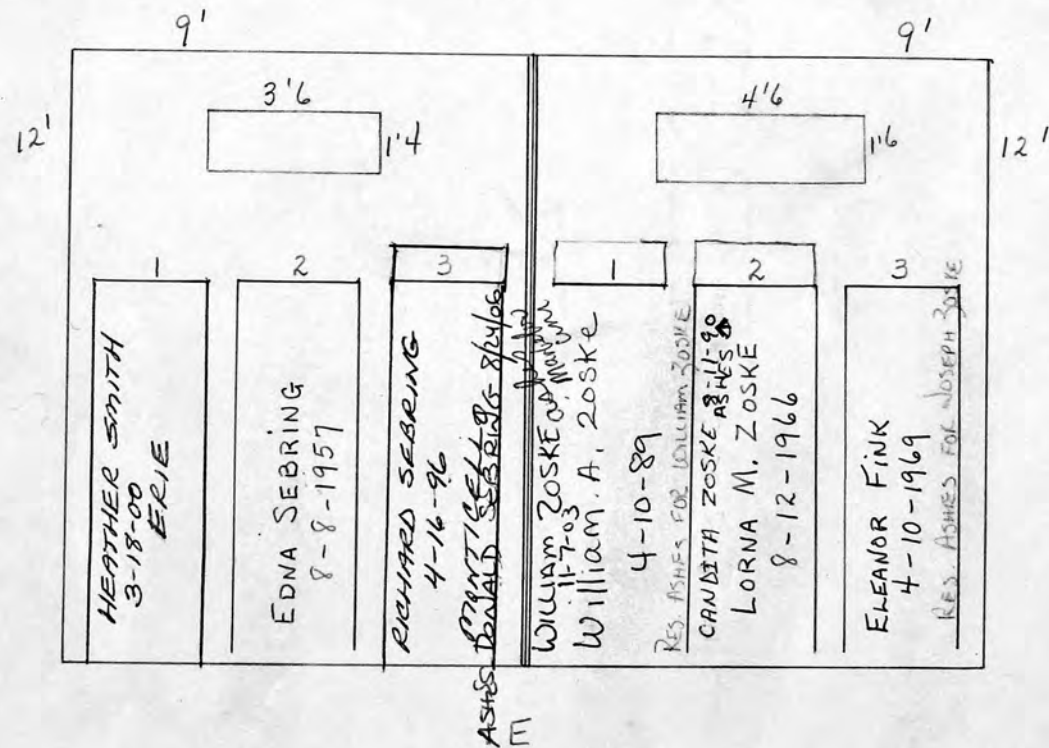 9'
9'
12'
3'6
1'4
4'6
1'6
12'
1
HEATHER SMITH
3-18-00
ERIE
2
EDNA SEBRING
8-8-1957
3
RICHARD SEBRING
4-16-96
MONTICELLO
ASHES DONALD SEBRING 8/24/06
1
WILLIAM ZOSKE
11-7-03
William. A. ZOSKE
4-10-89
RES. ASHES FOR WILLIAM ZOSKE
2
CANDITA ZOSKE ASHES 8-11-90
LORNA M. ZOSKE
8-12-1966
3
ELEANOR FINK
4-10-1969
RES. ASHES FOR JOSEPH ZOSKE
E